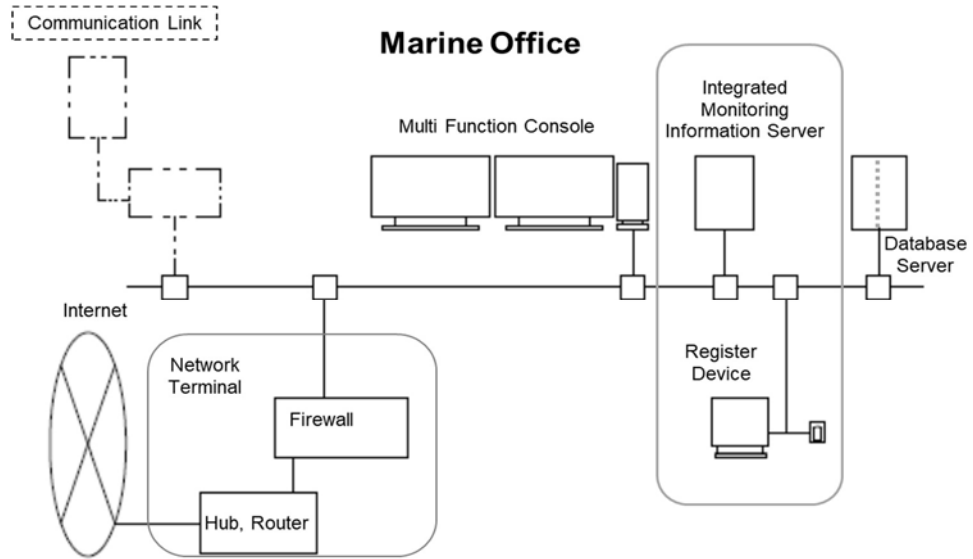 Communication Link
Marine Office
Integrated
Monitoring
Information Server
Multi Function Console
Database
Server
Internet
Network
Terminal
Register
Device
Firewall
Hub, Router